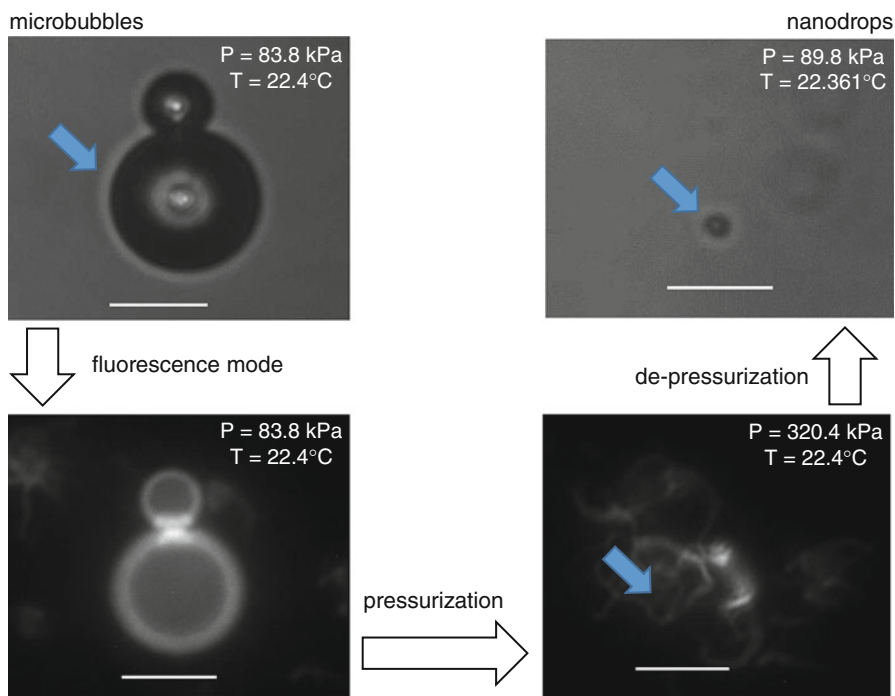 microbubbles
P = 83.8 kPa
T = 22.4°C
nanodrops
P = 89.8 kPa
T = 22.361°C
fluorescence mode
de-pressurization
P = 83.8 kPa
T = 22.4°C
pressurization
P = 320.4 kPa
T = 22.4°C